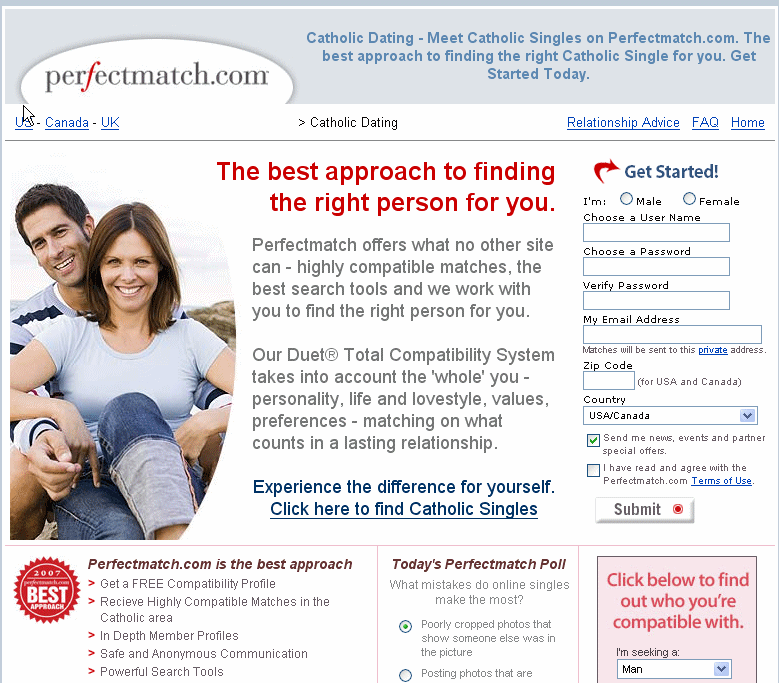 perfectmatch.com
Catholic Dating - Meet Catholic Singles on Perfectmatch.com. The
best approach to finding the right Catholic Single for you. Get
Started Today.
US - Canada - UK
> Catholic Dating
Relationship Advice FAQ Home
The best approach to finding
the right person for you.
Perfectmatch offers what no other site
can - highly compatible matches, the
best search tools and we work with
you to find the right person for you.
Our Duet® Total Compatibility System
takes into account the 'whole' you -
personality, life and lovestyle, values,
preferences - matching on what
counts in a lasting relationship.
Experience the difference for yourself.
Click here to find Catholic Singles
Get Started!
I'm: Male Female
Choose a User Name
Choose a Password
Verify Password
My Email Address
Matches will be sent to this private address.
Zip Code
(for USA and Canada)
Country
USA/Canada
Send me news, events and partner
special offers.
I have read and agree with the
Perfectmatch.com Terms of Use.
Submit
2007
perfectmatch.com
BEST
APPROACH
Perfectmatch.com is the best approach
> Get a FREE Compatibility Profile
> Recieve Highly Compatible Matches in the
Catholic area
> In Depth Member Profiles
> Safe and Anonymous Communication
> Powerful Search Tools
Today's Perfectmatch Poll
What mistakes do online singles
make the most?
Poorly cropped photos that
show someone else was in
the picture
Posting photos that are
Click below to find
out who you're
compatible with.
I'm seeking a:
Man